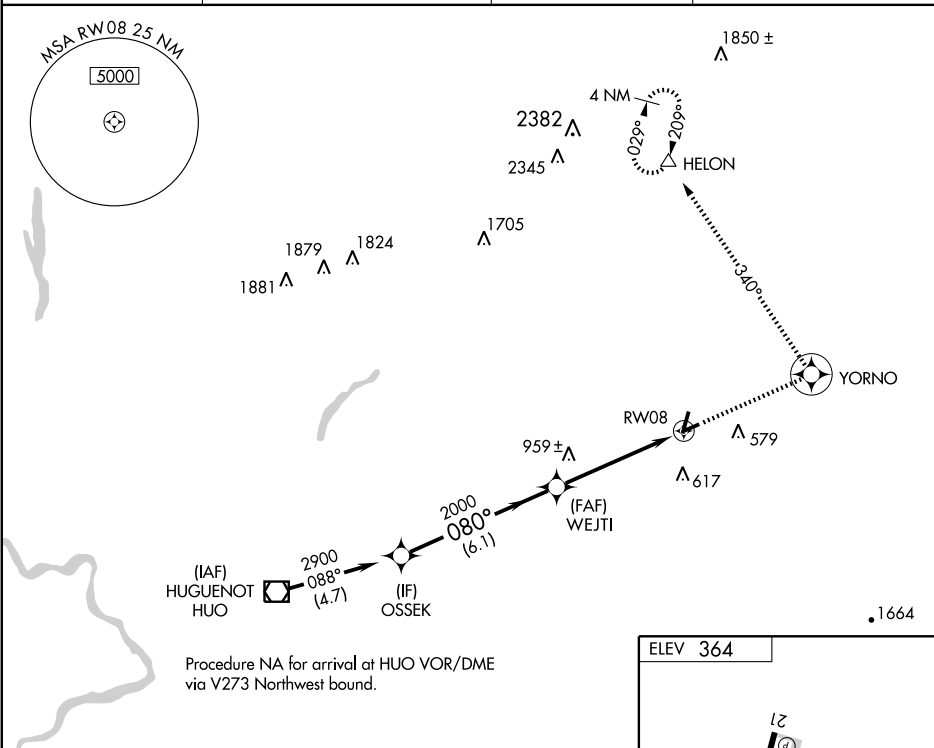 MSA RW08 25 NM
5000
1850 ±
4 NM
029°
209°
HELON
2382
2345
1705
1824
1879
1881
340°
YORNO
RW08
579
617
959 ±
(FAF)
WEJTI
2000
080°
(6.1)
2900
088°
(4.7)
(IAF)
HUGUENOT
HUO
(IF)
OSSEK
1664
Procedure NA for arrival at HUO VOR/DME
via V273 Northwest bound.
ELEV 364
21
P